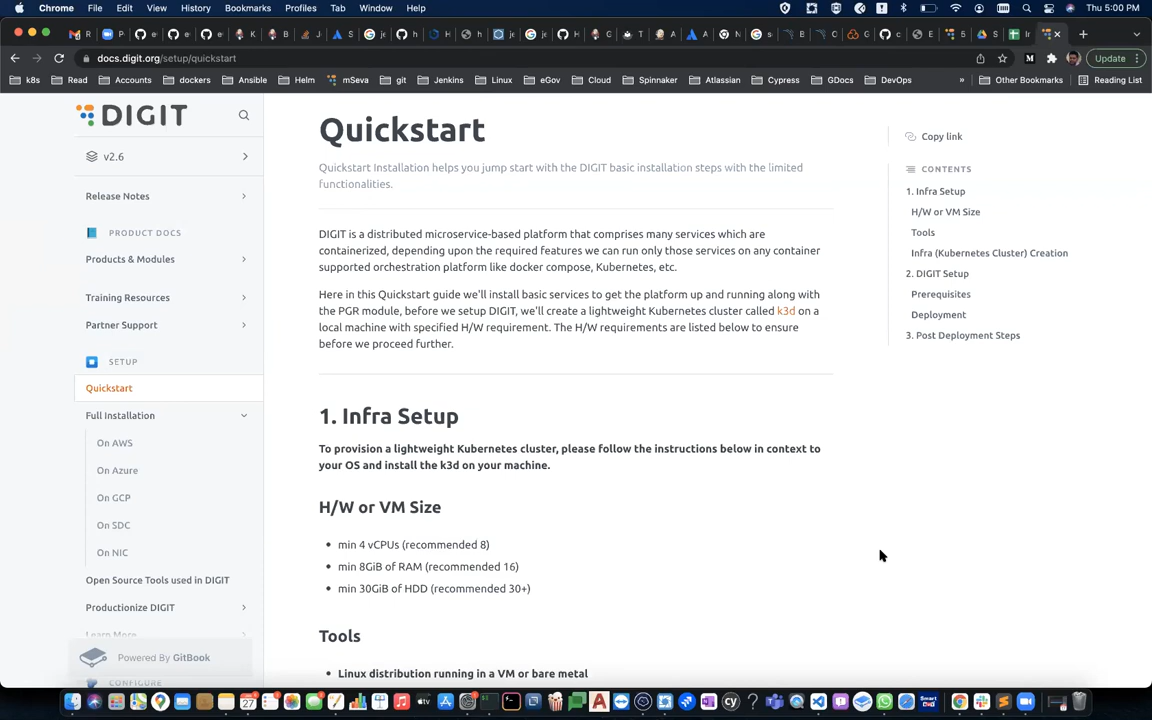 Chrome File Edit View History Bookmarks Profiles Tab Window Help
Thu 5:00 PM
docs.digit.org/setup/quickstart
Update
k8s Read Accounts dockers Ansible Helm mSeva git Jenkins Linux eGov Cloud Spinnaker Atlassian Cypress GDocs DevOps » Other Bookmarks Reading List
DIGIT
v2.6
Release Notes
PRODUCT DOCS
Products & Modules
Training Resources
Partner Support
SETUP
Quickstart
Full Installation
On AWS
On Azure
On GCP
On SDC
On NIC
Open Source Tools used in DIGIT
Productionize DIGIT
Learn More
Powered By GitBook
CONFIGURE
Quickstart
Quickstart Installation helps you jump start with the DIGIT basic installation steps with the limited
functionalities.
DIGIT is a distributed microservice-based platform that comprises many services which are
containerized, depending upon the required features we can run only those services on any container
supported orchestration platform like docker compose, Kubernetes, etc.
Here in this Quickstart guide we'll install basic services to get the platform up and running along with
the PGR module, before we setup DIGIT, we'll create a lightweight Kubernetes cluster called k3d on a
local machine with specified H/W requirement. The H/W requirements are listed below to ensure
before we proceed further.
1. Infra Setup
To provision a lightweight Kubernetes cluster, please follow the instructions below in context to
your OS and install the k3d on your machine.
H/W or VM Size
• min 4 vCPUs (recommended 8)
• min 8GiB of RAM (recommended 16)
• min 30GiB of HDD (recommended 30+)
Tools
• Linux distribution running in a VM or bare metal
Copy link
CONTENTS
1. Infra Setup
H/W or VM Size
Tools
Infra (Kubernetes Cluster) Creation
2. DIGIT Setup
Prerequisites
Deployment
3. Post Deployment Steps